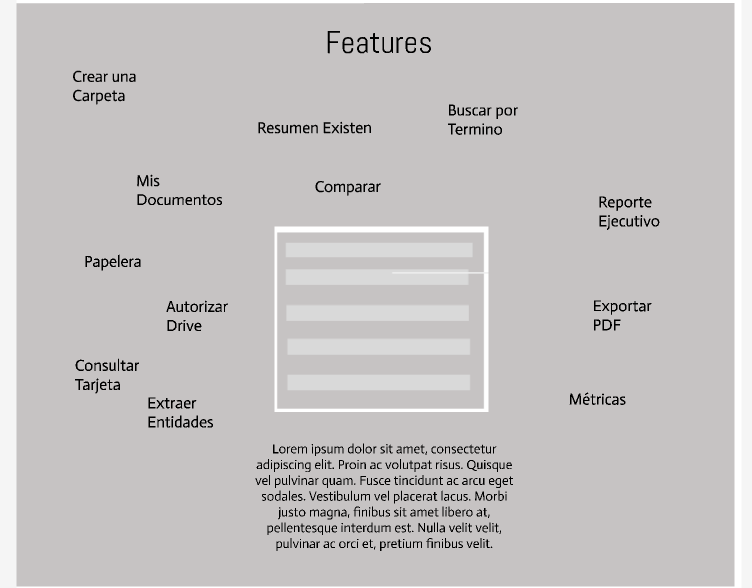 Features
Crear una
Carpeta
Resumen Existen
Buscar por
Termino
Mis
Documentos
Comparar
Reporte
Ejecutivo
Papelera
Autorizar
Drive
Exportar
PDF
Consultar
Tarjeta
Extraer
Entidades
Métricas
Lorem ipsum dolor sit amet, consectetur
adipiscing elit. Proin ac volutpat risus. Quisque
vel pulvinar quam. Fusce tincidunt ac arcu eget
sodales. Vestibulum vel placerat lacus. Morbi
justo magna, finibus sit amet libero at,
pellentesque interdum est. Nulla velit velit,
pulvinar ac orci et, pretium finibus velit.